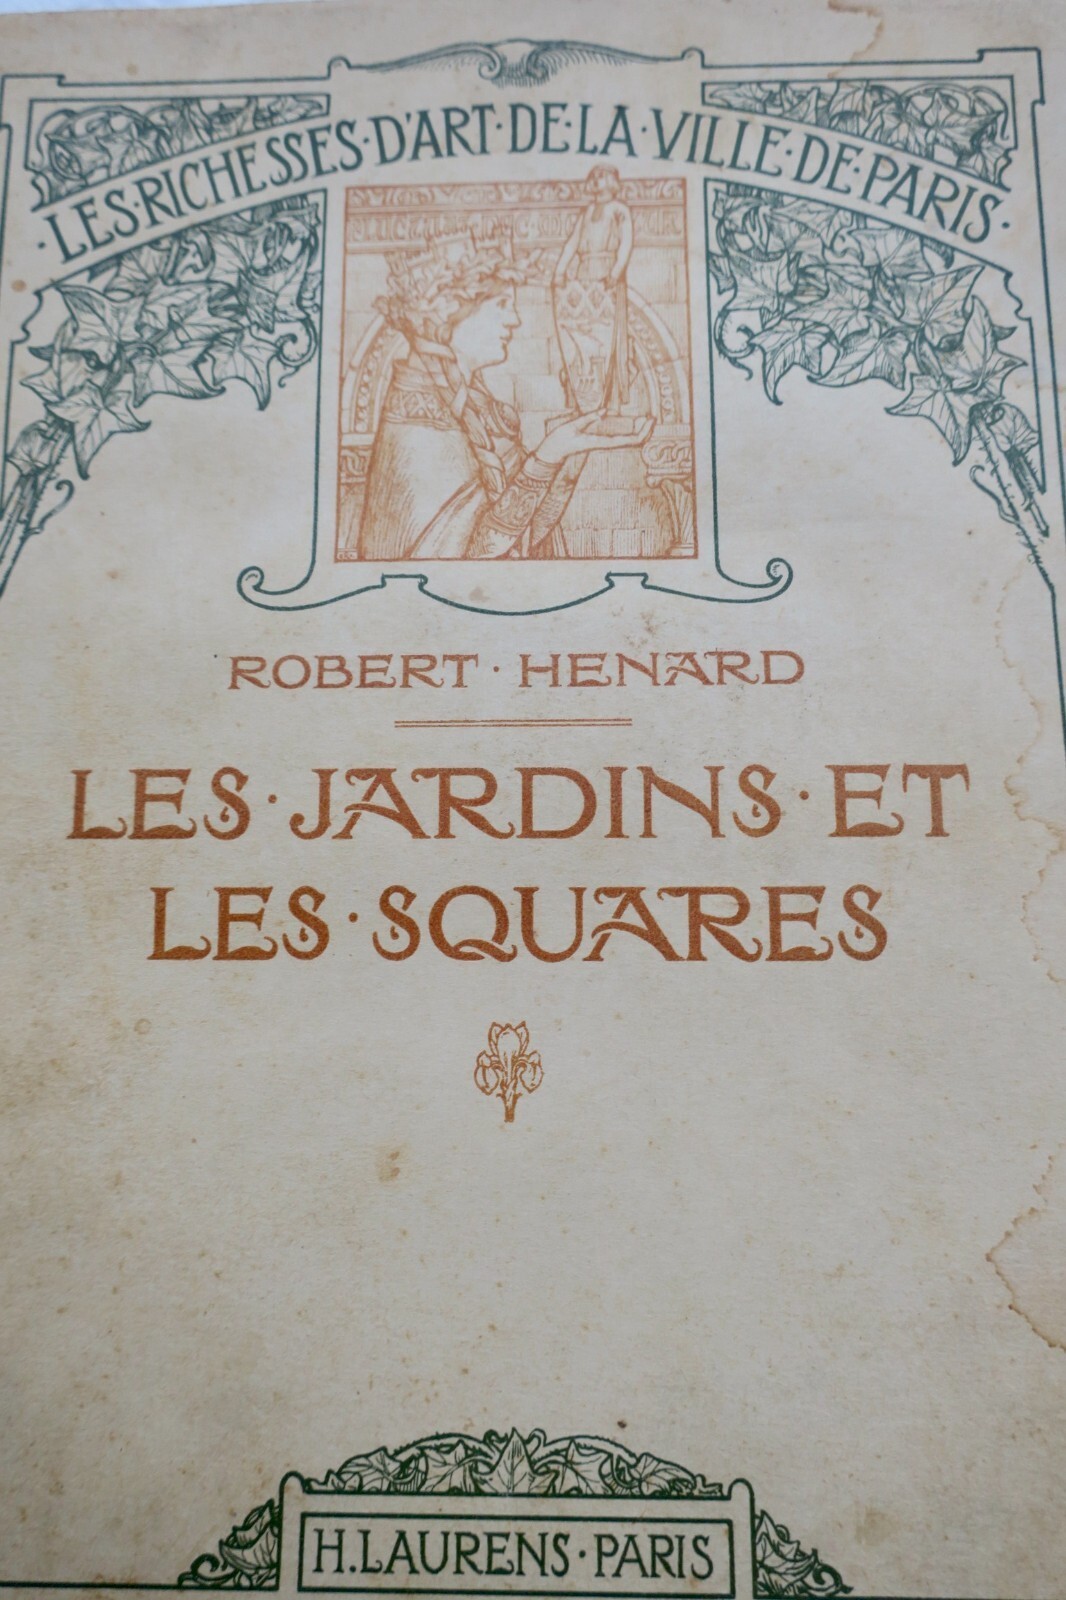 ·LES·RICHESSES·D'ART·DE·LA·VILLE·DE·PARIS·
ROBERT·HENARD
LES·JARDINS·ET
LES·SQUARES
H.LAURENS·PARIS